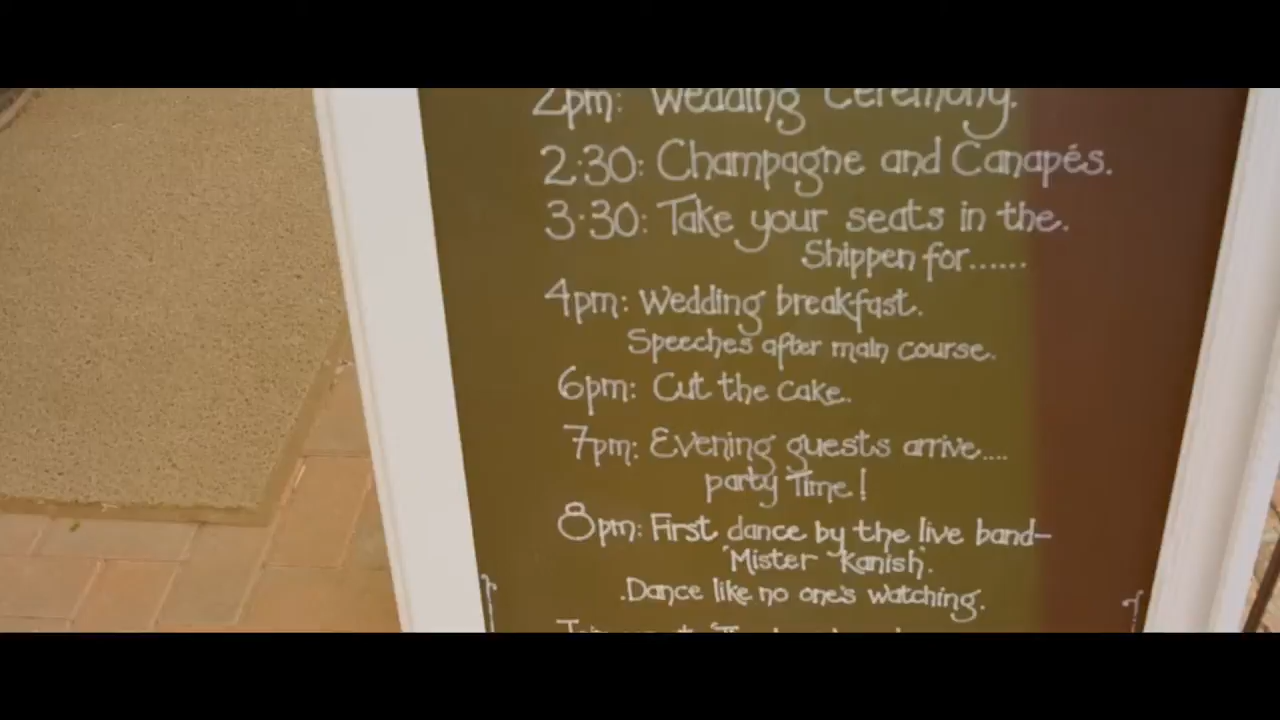 2pm: Wedding Ceremony.
2:30: Champagne and Canapés.
3·30: Take your seats in the.
Shippen for......
4pm: Wedding breakfast.
Speeches after main course.
6pm: Cut the cake.
7pm: Evening guests arrive....
party Time!
8pm: First dance by the live band-
'Mister Kanish'.
.Dance like no one's watching.